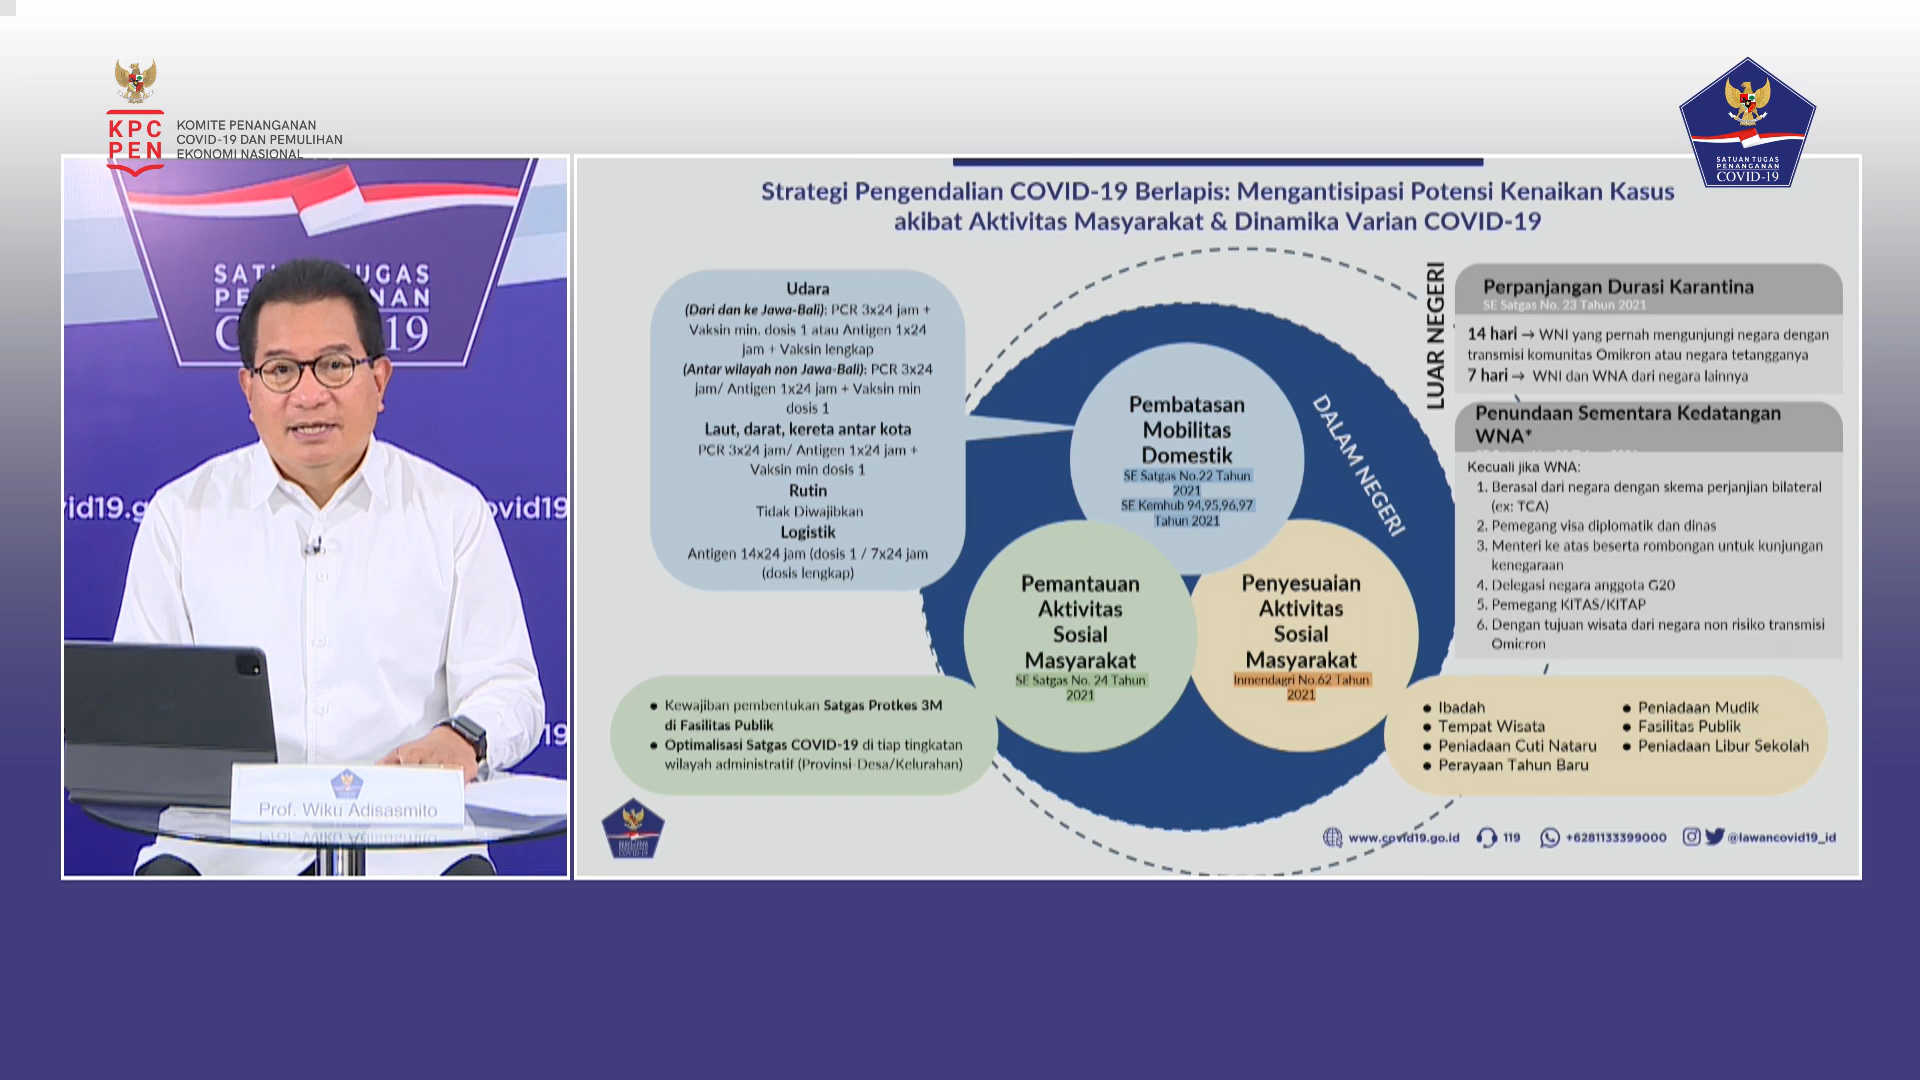 KPC
PEN
KOMITE PENANGANAN
COVID-19 DAN PEMULIHAN
EKONOMI NASIONAL
SATUAN TUGAS
PENANGANAN
COVID-19
Prof. Wiku Adisasmito
Strategi Pengendalian COVID-19 Berlapis: Mengantisipasi Potensi Kenaikan Kasus
akibat Aktivitas Masyarakat & Dinamika Varian COVID-19
Udara
(Dari dan ke Jawa-Bali): PCR 3x24 jam +
Vaksin min. dosis 1 atau Antigen 1x24
jam + Vaksin lengkap
(Antar wilayah non Jawa-Bali): PCR 3x24
jam/ Antigen 1x24 jam + Vaksin min
dosis 1
Laut, darat, kereta antar kota
PCR 3x24 jam/ Antigen 1x24 jam +
Vaksin min dosis 1
Rutin
Tidak Diwajibkan
Logistik
Antigen 14x24 jam (dosis 1 / 7x24 jam
(dosis lengkap)
Pembatasan
Mobilitas
Domestik
SE Satgas No.22 Tahun
2021
SE Kemhub 94,95,96,97
Tahun 2021
DALAM NEGERI
Pemantauan
Aktivitas
Sosial
Masyarakat
SE Satgas No. 24 Tahun
2021
Penyesuaian
Aktivitas
Sosial
Masyarakat
Inmendagri No.62 Tahun
2021
● Kewajiban pembentukan Satgas Protkes 3M
di Fasilitas Publik
● Optimalisasi Satgas COVID-19 di tiap tingkatan
wilayah administratif (Provinsi-Desa/Kelurahan)
LUAR NEGERI
Perpanjangan Durasi Karantina
SE Satgas No. 23 Tahun 2021
14 hari → WNI yang pernah mengunjungi negara dengan
transmisi komunitas Omikron atau negara tetangganya
7 hari → WNI dan WNA dari negara lainnya
Penundaan Sementara Kedatangan
WNA*
Kecuali jika WNA:
1. Berasal dari negara dengan skema perjanjian bilateral
(ex: TCA)
2. Pemegang visa diplomatik dan dinas
3. Menteri ke atas beserta rombongan untuk kunjungan
kenegaraan
4. Delegasi negara anggota G20
5. Pemegang KITAS/KITAP
6. Dengan tujuan wisata dari negara non risiko transmisi
Omicron
● Ibadah
● Tempat Wisata
● Peniadaan Cuti Nataru
● Perayaan Tahun Baru
● Peniadaan Mudik
● Fasilitas Publik
● Peniadaan Libur Sekolah
www.covid19.go.id
119
+6281133399000
@lawancovid19_id